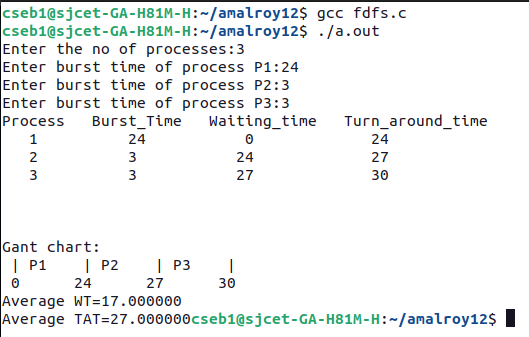 cseb1@sjcet-GA-H81M-H:~/amalroy12$ gcc fdfs.c
cseb1@sjcet-GA-H81M-H:~/amalroy12$ ./a.out
Enter the no of processes:3
Enter burst time of process P1:24
Enter burst time of process P2:3
Enter burst time of process P3:3
Process   Burst_Time   Waiting_time   Turn_around_time
   1          24            0             24
   2          3            24             27
   3          3            27             30
Gant chart:
 | P1    | P2    | P3    |
 0      24      27      30
Average WT=17.000000
Average TAT=27.000000cseb1@sjcet-GA-H81M-H:~/amalroy12$